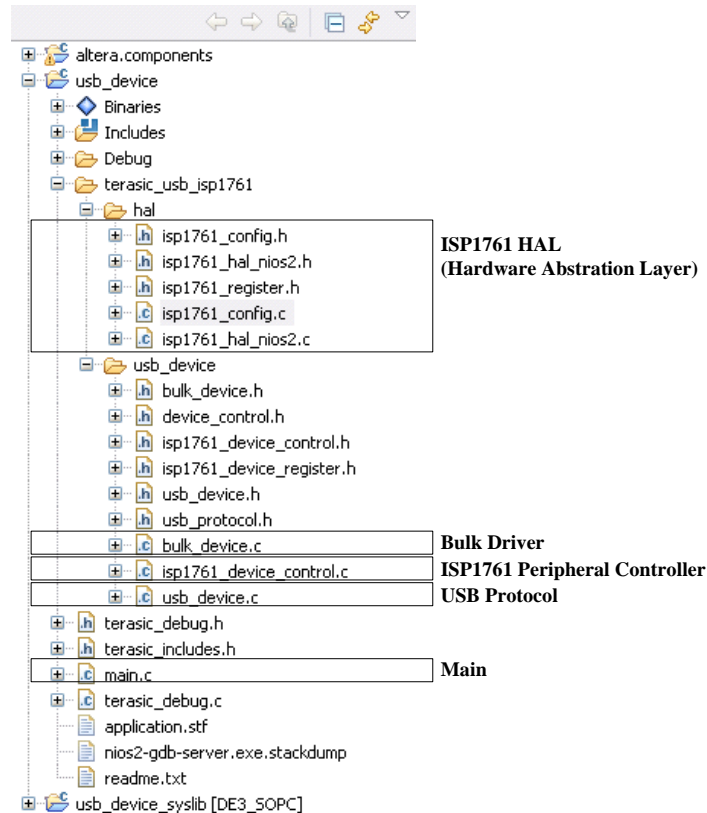 altera.components
usb_device
Binaries
Includes
Debug
terasic_usb_isp1761
hal
isp1761_config.h
isp1761_hal_nios2.h
isp1761_register.h
isp1761_config.c
isp1761_hal_nios2.c
ISP1761 HAL
(Hardware Abstration Layer)
usb_device
bulk_device.h
device_control.h
isp1761_device_control.h
isp1761_device_register.h
usb_device.h
usb_protocol.h
bulk_device.c Bulk Driver
isp1761_device_control.c ISP1761 Peripheral Controller
usb_device.c USB Protocol
terasic_debug.h
terasic_includes.h
main.c Main
terasic_debug.c
application.stf
nios2-gdb-server.exe.stackdump
readme.txt
usb_device_syslib [DE3_SOPC]